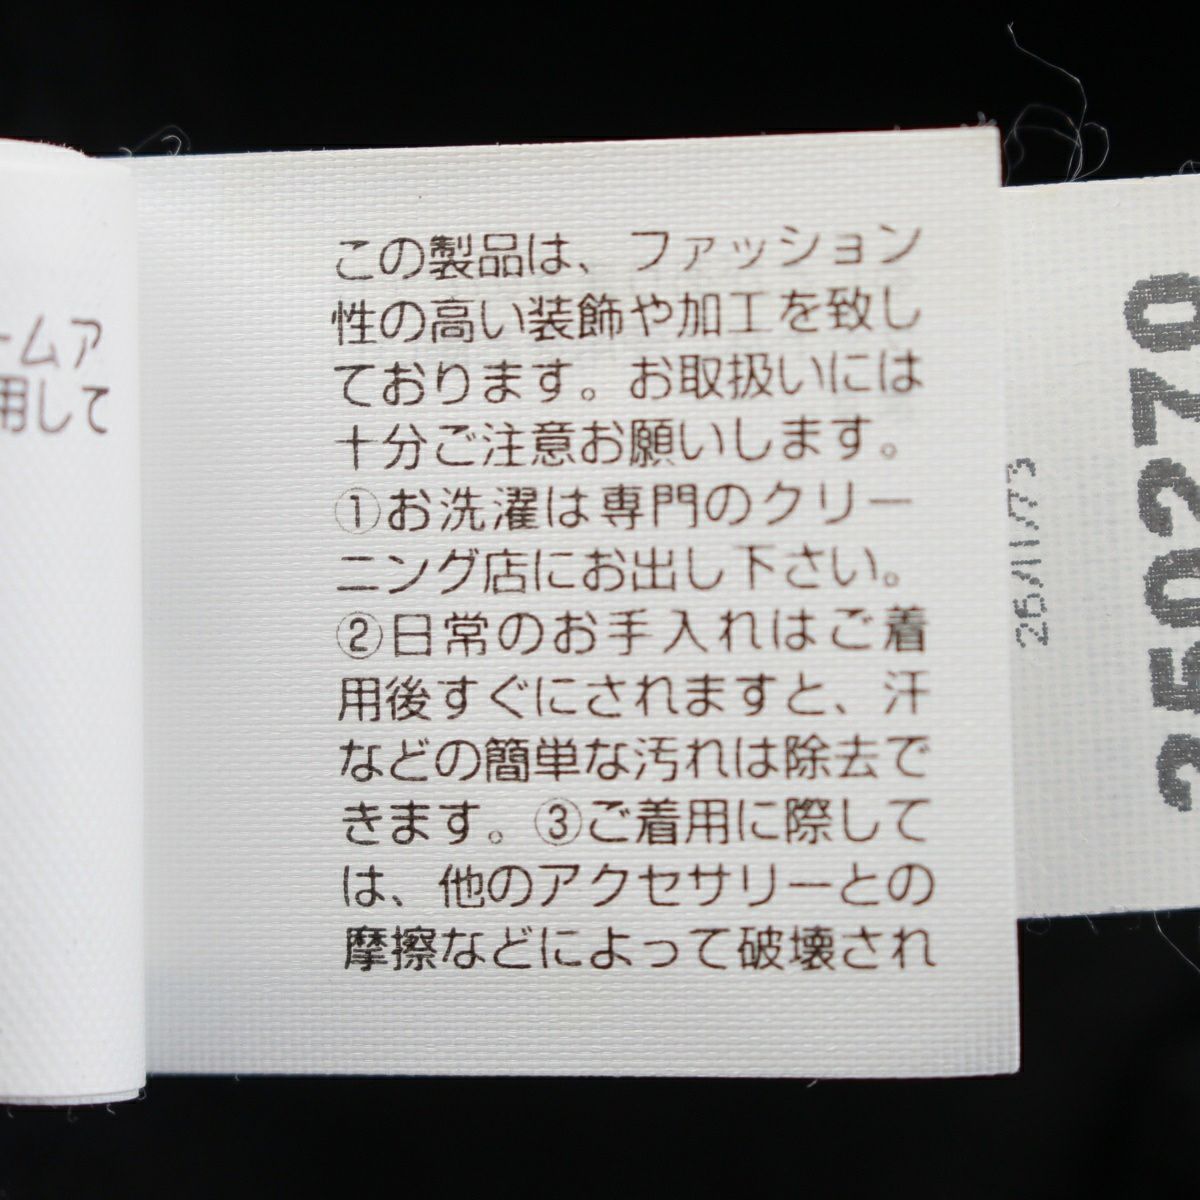 ームア
用して
この製品は、ファッション
性の高い装飾や加工を致し
ております。お取扱いには
十分ご注意お願いします。
①お洗濯は専門のクリー
ニング店にお出し下さい。
②日常のお手入れはご着
用後すぐにされますと、汗
などの簡単な汚れは除去で
きます。③ご着用に際して
は、他のアクセサリーとの
摩擦などによって破壊され
250270